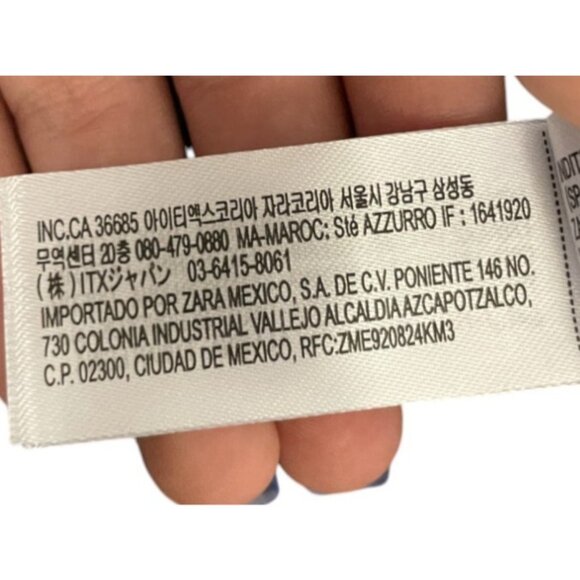 INC.CA 36685 아이티엑스코리아 자라코리아 서울시 강남구 삼성동
무역센터 20층 080-479-0880 MA-MAROC: Sté AZZURRO IF : 1641920
(株)ITXジャパン 03-6415-8061
IMPORTADO POR ZARA MEXICO, S.A. DE C.V. PONIENTE 146 NO.
730 COLONIA INDUSTRIAL VALLEJO ALCALDIA AZCAPOTZALCO,
C.P. 02300, CIUDAD DE MEXICO, RFC:ZME920824KM3